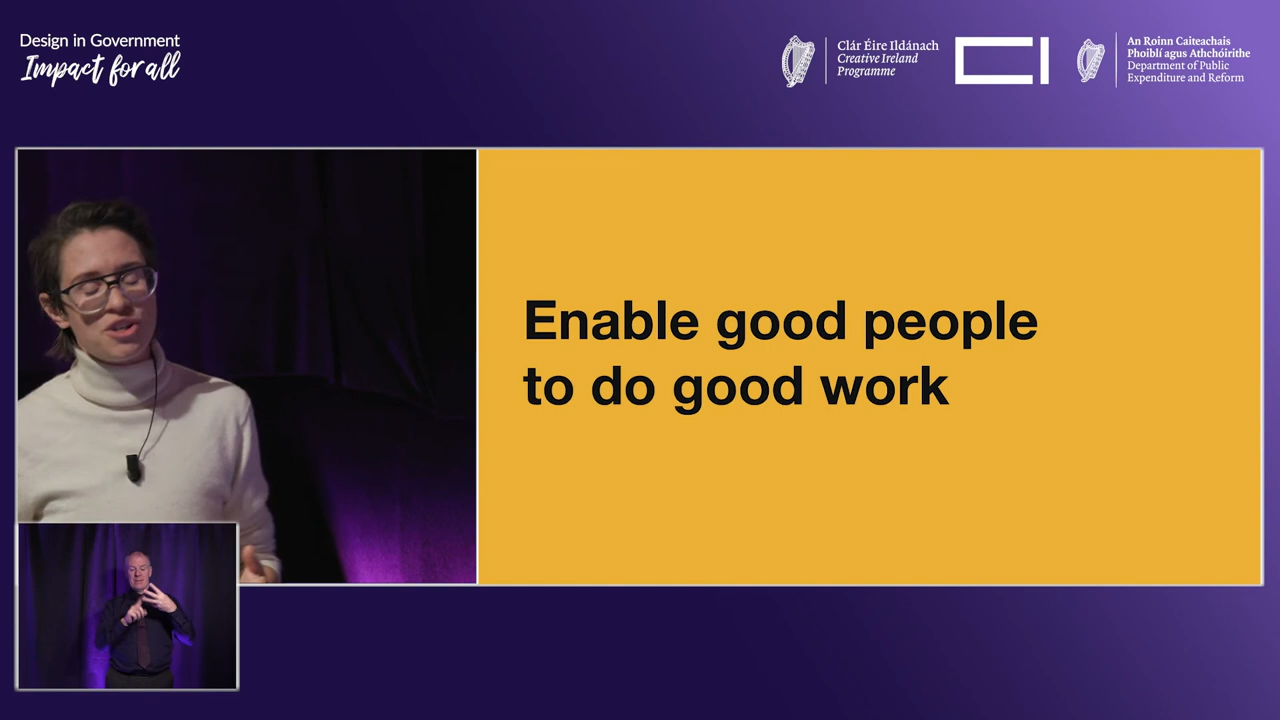 Design in Government
Impact for all
Clár Éire Ildánach
Creative Ireland
Programme
CI
An Roinn Caiteachais
Phoiblí agus Athchóirithe
Department of Public
Expenditure and Reform
Enable good people
to do good work